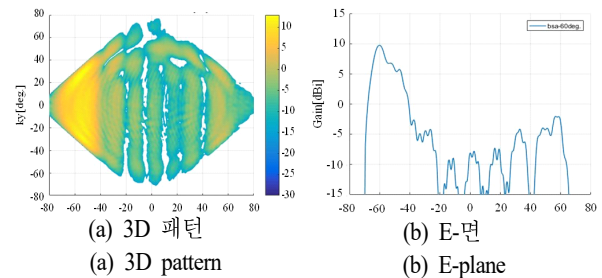 80
60
40
20
0
-20
-40
-60
-80
ky[deg.]
-80 -60 -40 -20 0 20 40 60 80
10
5
0
-5
-10
-15
-20
-25
-30
15
10
5
0
-5
-10
-15
Gain[dBi]
-80 -60 -40 -20 0 20 40 60 80
bsa-60deg.
(a) 3D 패턴
(a) 3D pattern
(b) E-면
(b) E-plane